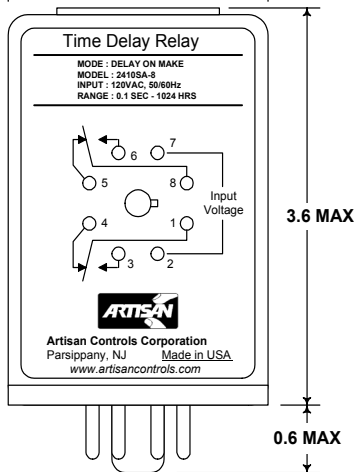 Time Delay Relay
MODE : DELAY ON MAKE
MODEL : 2410SA-8
INPUT : 120VAC, 50/60Hz
RANGE : 0.1 SEC - 1024 HRS
6
7
5
8
Input
Voltage
4
1
3
2
3.6 MAX
ARTISAN
Artisan Controls Corporation
Parsippany, NJ Made in USA
www.artisancontrols.com
0.6 MAX